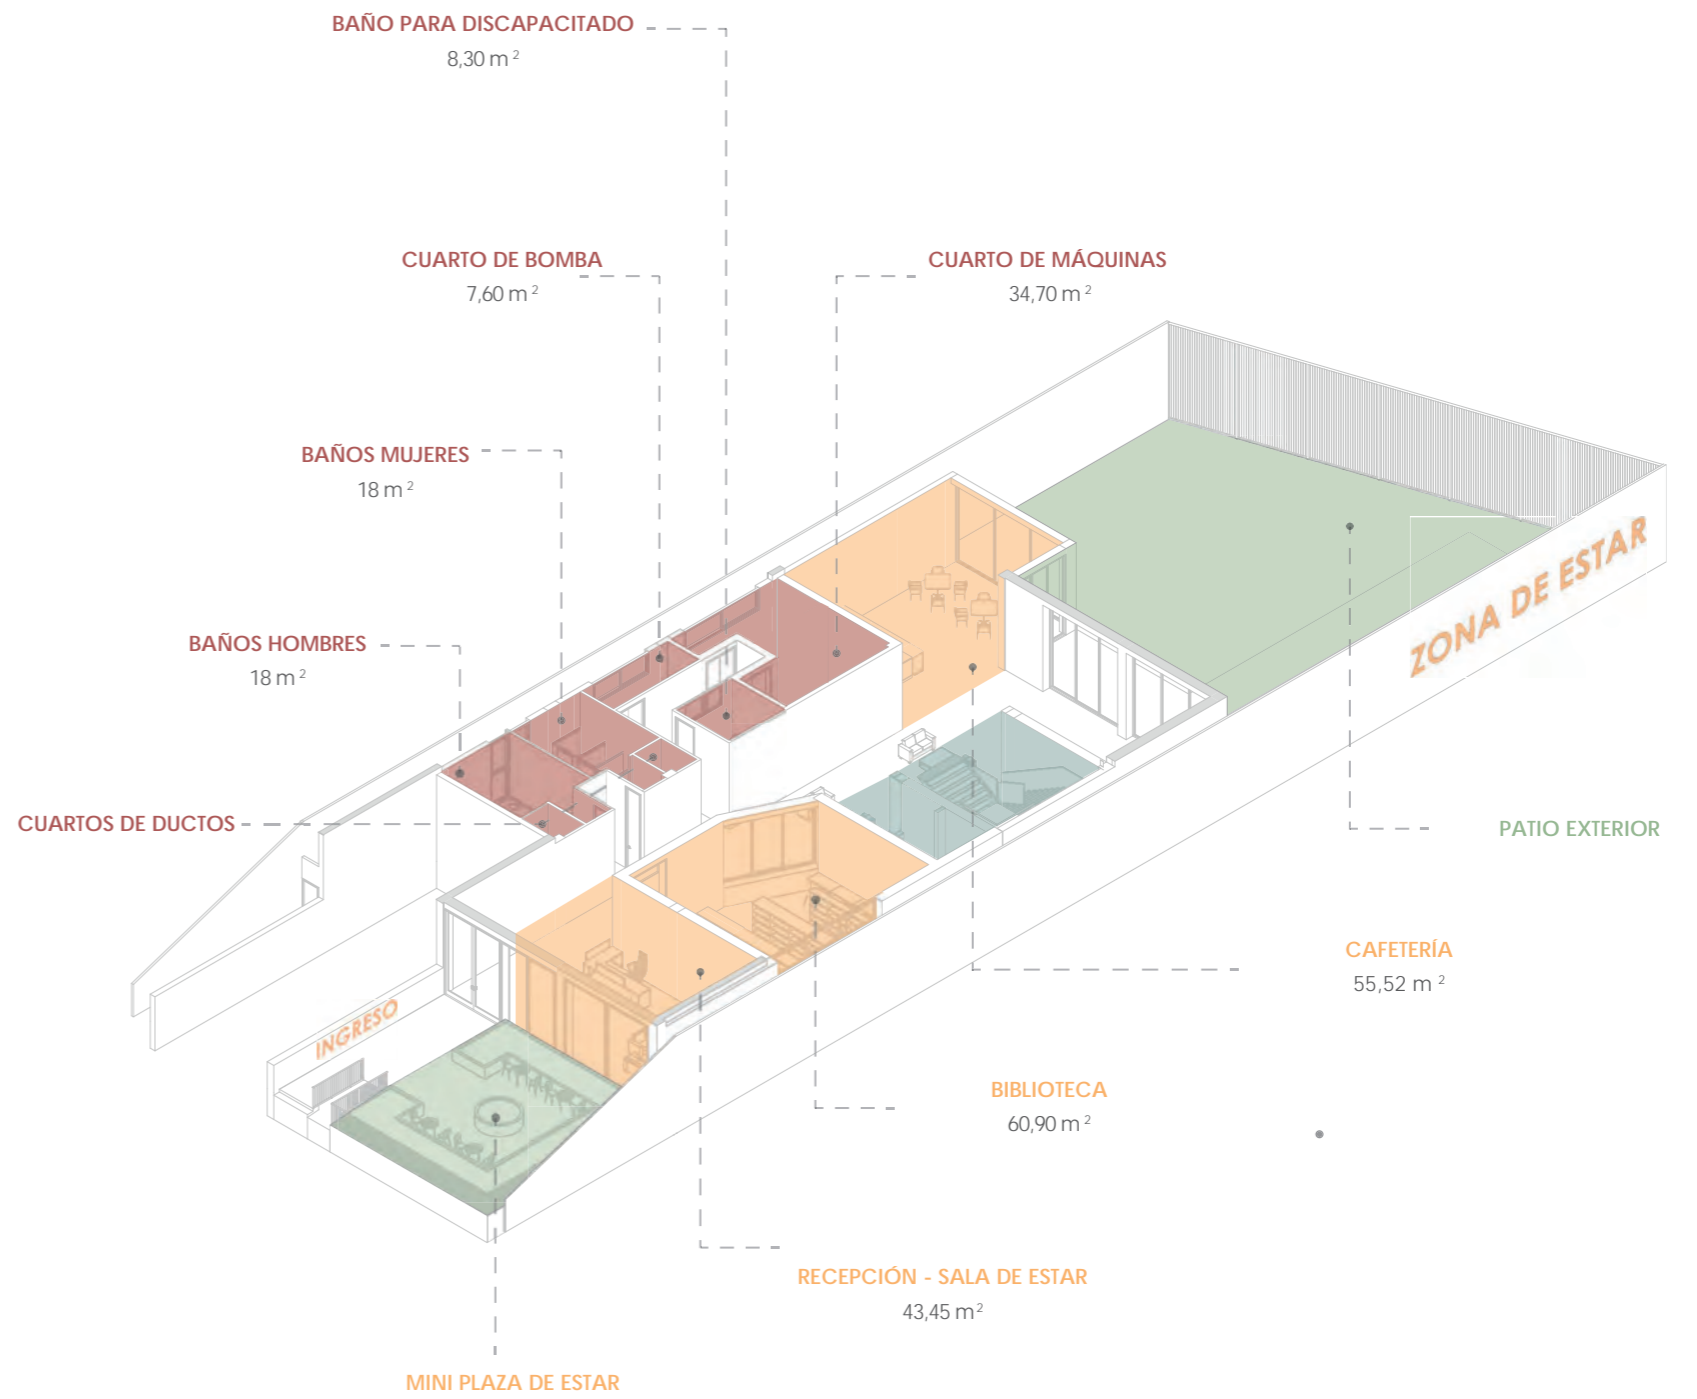 BAÑO PARA DISCAPACITADO
8,30 m²
CUARTO DE BOMBA
7,60 m²
CUARTO DE MÁQUINAS
34,70 m²
BAÑOS MUJERES
18 m²
ZONA DE ESTAR
BAÑOS HOMBRES
18 m²
CUARTOS DE DUCTOS
PATIO EXTERIOR
CAFETERÍA
55,52 m²
INGRESO
BIBLIOTECA
60,90 m²
RECEPCIÓN - SALA DE ESTAR
43,45 m²
MINI PLAZA DE ESTAR